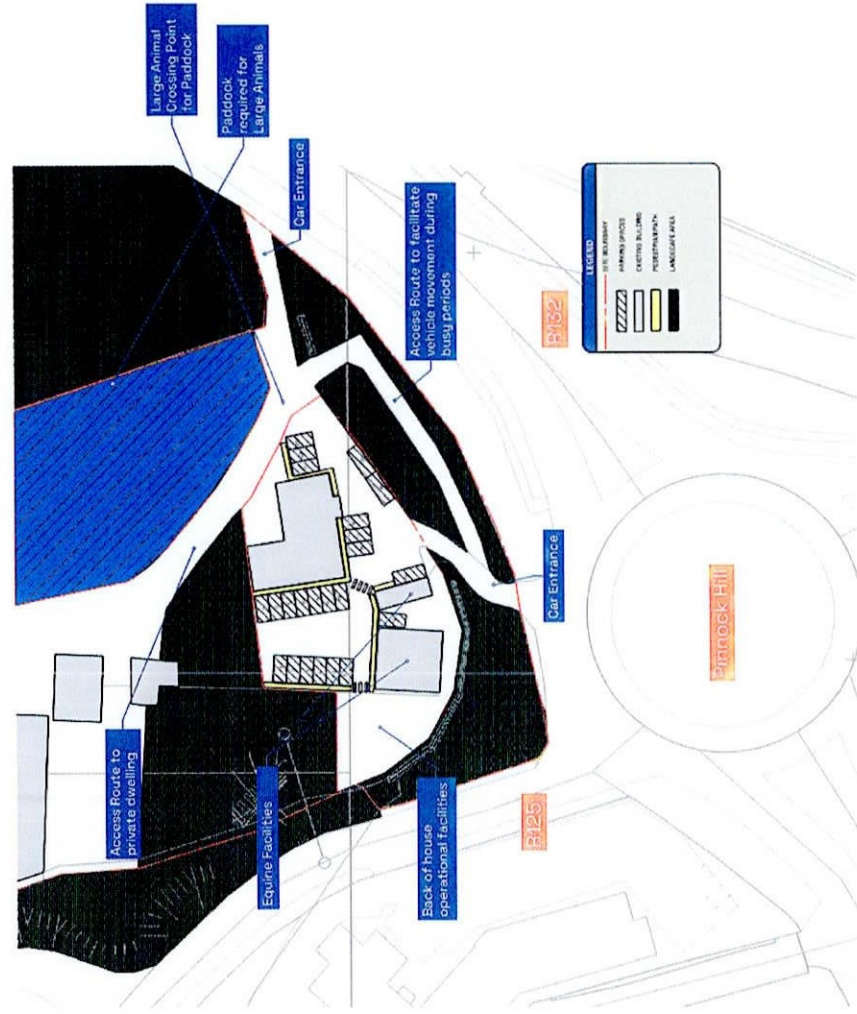 Large Animal
Crossing Point
for Paddock
Paddock
required for
Large Animals
Car Entrance
Access Route to facilitate
vehicle movement during
busy periods
R132
Access Route to
private dwelling
Equine Facilities
Back of house
operational facilities
Car Entrance
R125
Pinnock Hill
LEGEND
SITE BOUNDARY
PARKING SPACES
EXISTING BUILDING
PEDESTRIAN PATH
LANDSCAPE AREA